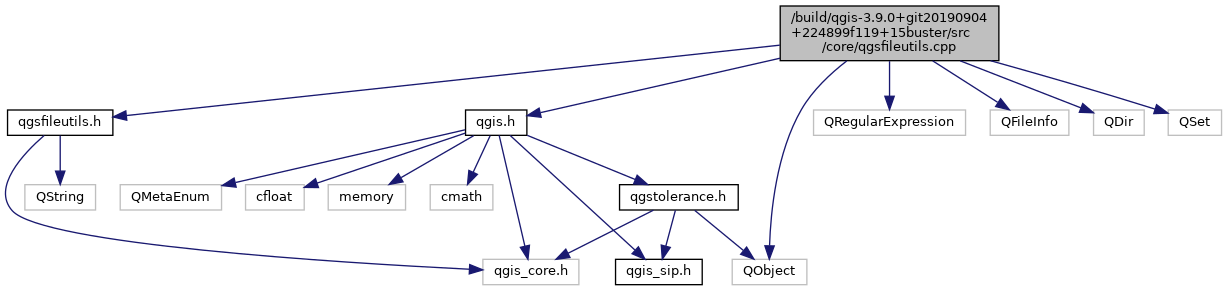 /build/qgis-3.9.0+git20190904
+224899f119+15buster/src
/core/qgsfileutils.cpp
qgsfileutils.h
qgis.h
QRegularExpression
QFileInfo
QDir
QSet
QString
QMetaEnum
cfloat
memory
cmath
qgstolerance.h
qgis_core.h
qgis_sip.h
QObject